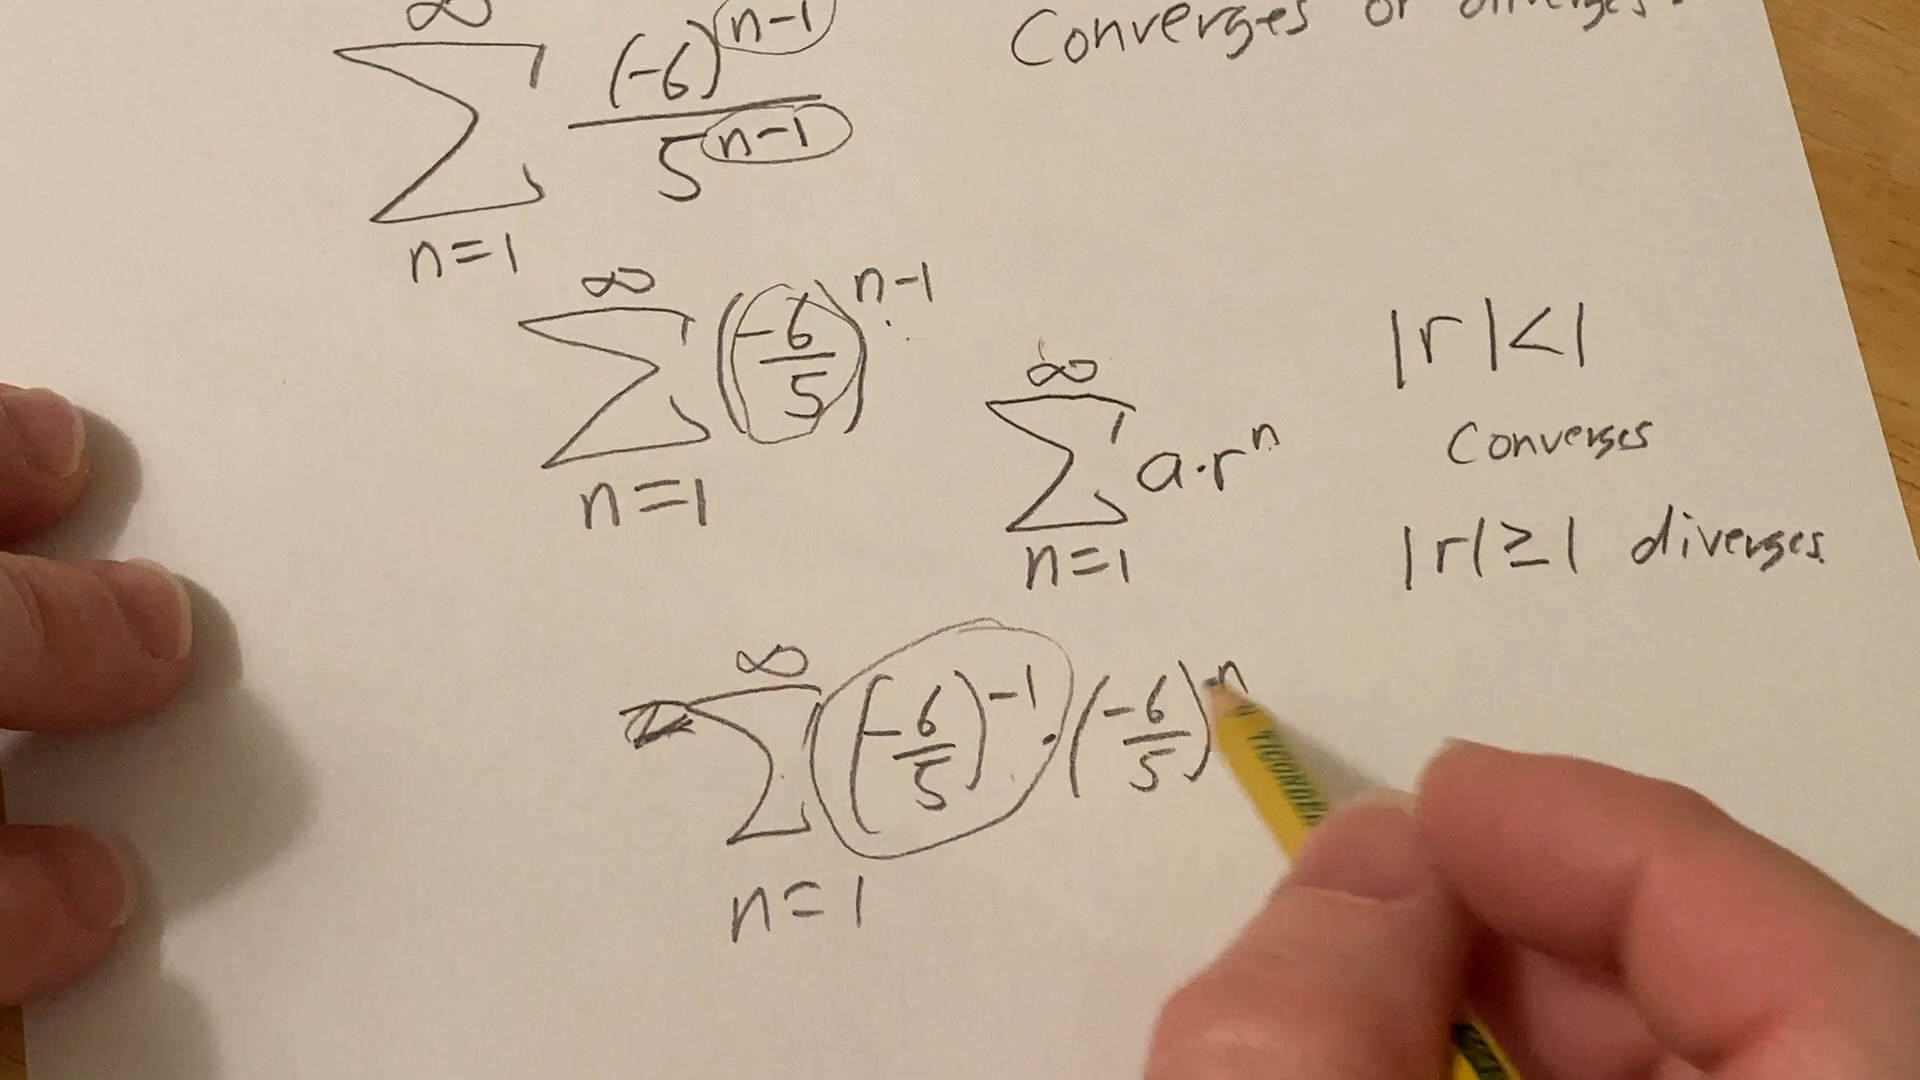 ∞
Σ (-6)^(n-1) / 5^(n-1)
n=1
Converges or diverges.
∞
Σ (-6/5)^(n-1)
n=1
∞
Σ a·r^n
n=1
|r|<1
Converges
|r|≥1 diverges
∞
Σ (-6/5)^-1 · (-6/5)^n
n=1